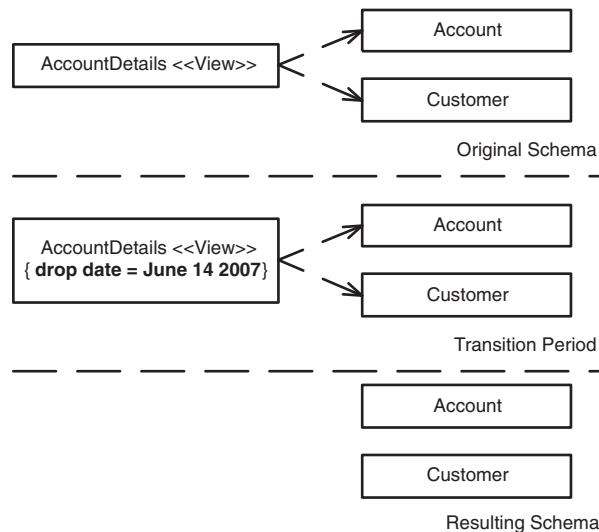 Account
AccountDetails <<View>>
Customer
Original Schema
Account
AccountDetails <<View>>
{ drop date = June 14 2007}
Customer
Transition Period
Account
Customer
Resulting Schema